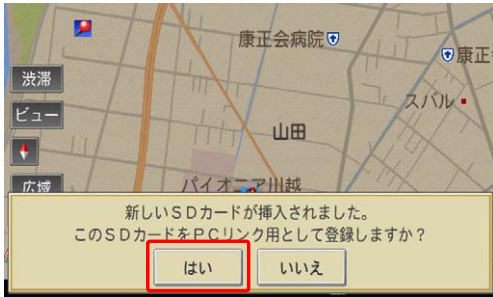 康正会病院
康正
渋滞
スバル
ビュー
山田
広域
パイオニア川越
新しいSDカードが挿入されました。
このSDカードをPCリンク用として登録しますか?
はい
いいえ